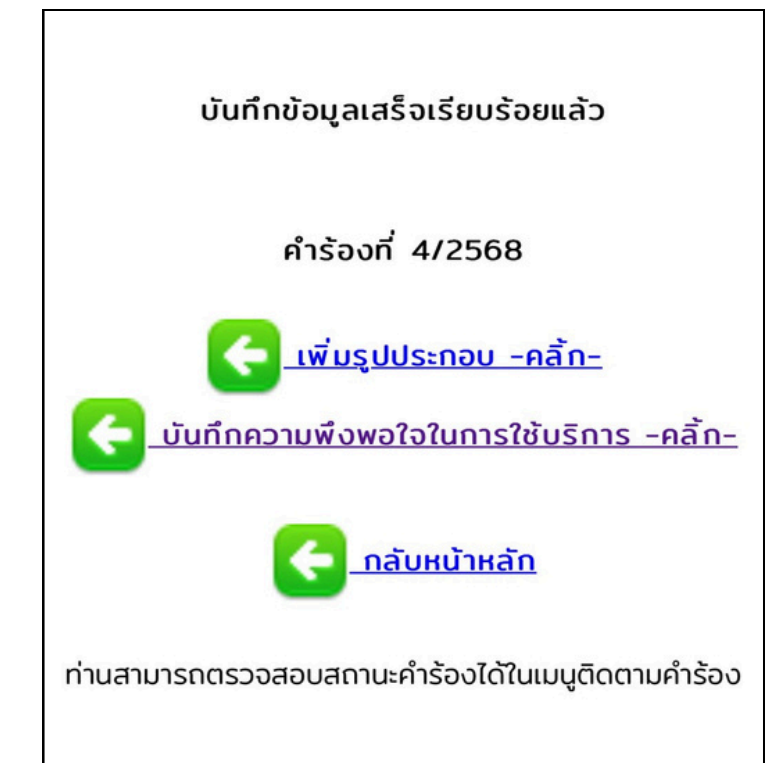 บันทึกข้อมูลเสร็จเรียบร้อยแล้ว
คำร้องที่ 4/2568
เพิ่มรูปประกอบ -คลิ้ก-
บันทึกความพึงพอใจในการใช้บริการ -คลิ้ก-
กลับหน้าหลัก
ท่านสามารถตรวจสอบสถานะคำร้องได้ในเมนูติดตามคำร้อง